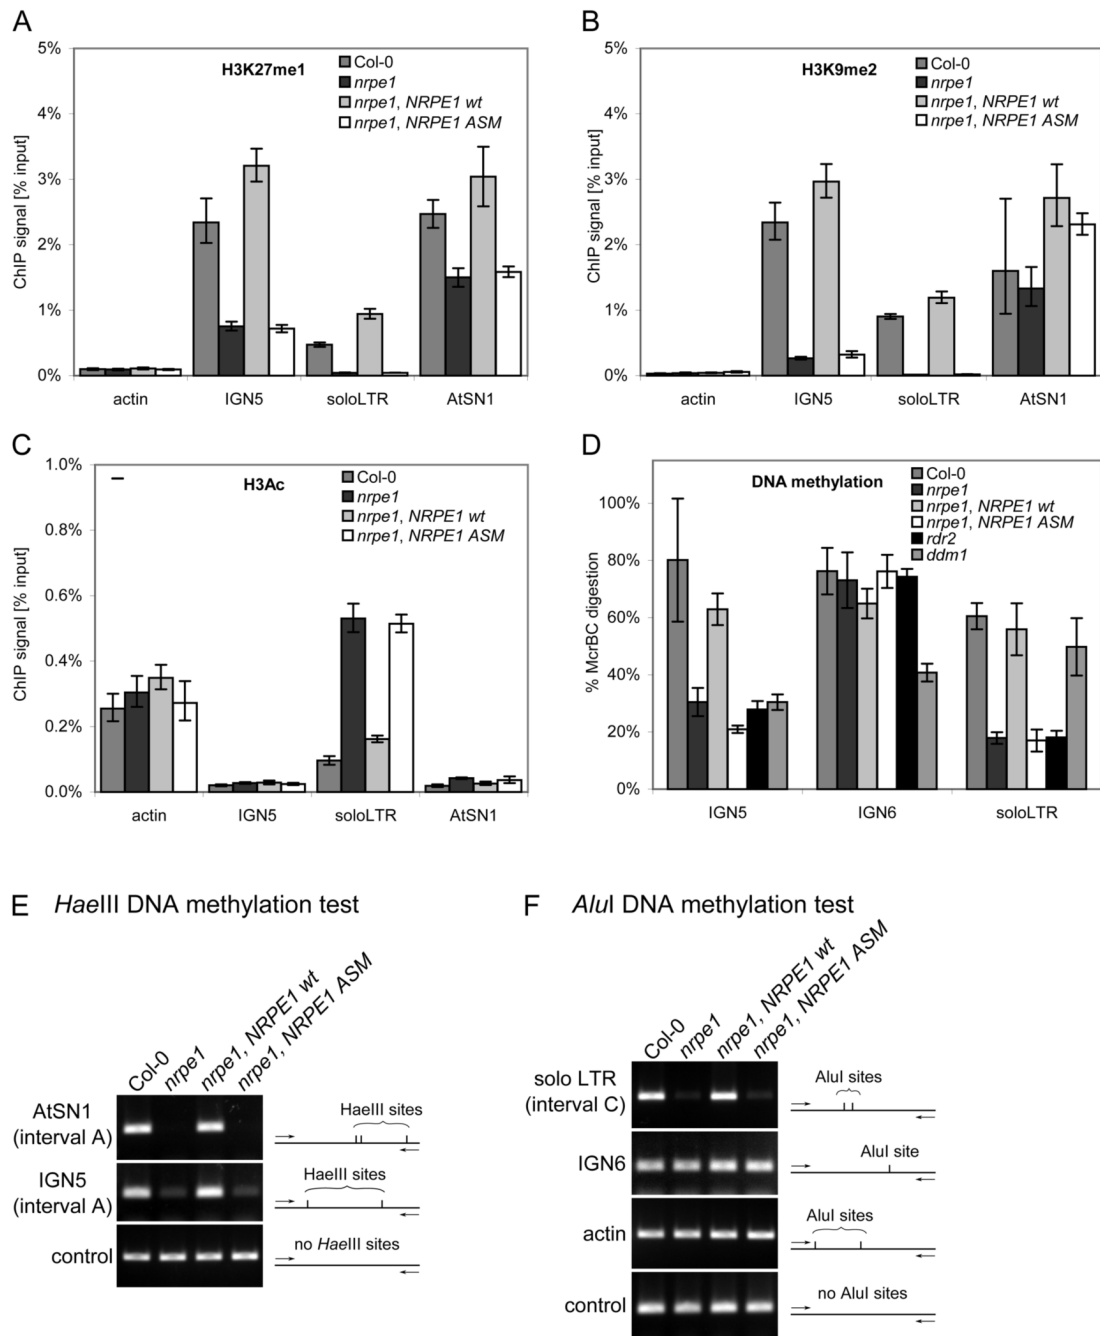 A
H3K27me1
Col-0
nrpe1
nrpe1, NRPE1 wt
nrpe1, NRPE1 ASM
ChIP signal [% input]
5%
4%
3%
2%
1%
0%
actin IGN5 soloLTR AtSN1
B
H3K9me2
Col-0
nrpe1
nrpe1, NRPE1 wt
nrpe1, NRPE1 ASM
ChIP signal [% input]
5%
4%
3%
2%
1%
0%
actin IGN5 soloLTR AtSN1
C
H3Ac
Col-0
nrpe1
nrpe1, NRPE1 wt
nrpe1, NRPE1 ASM
ChIP signal [% input]
1.0%
0.8%
0.6%
0.4%
0.2%
0.0%
actin IGN5 soloLTR AtSN1
D
DNA methylation
Col-0
nrpe1
nrpe1, NRPE1 wt
nrpe1, NRPE1 ASM
rdr2
ddm1
% McrBC digestion
100%
80%
60%
40%
20%
0%
IGN5 IGN6 soloLTR
E HaeIII DNA methylation test
Col-0
nrpe1
nrpe1, NRPE1 wt
nrpe1, NRPE1 ASM
AtSN1
(interval A)
HaeIII sites
IGN5
(interval A)
HaeIII sites
control
no HaeIII sites
F AluI DNA methylation test
Col-0
nrpe1
nrpe1, NRPE1 wt
nrpe1, NRPE1 ASM
solo LTR
(interval C)
AluI sites
IGN6
AluI site
actin
AluI sites
control
no AluI sites